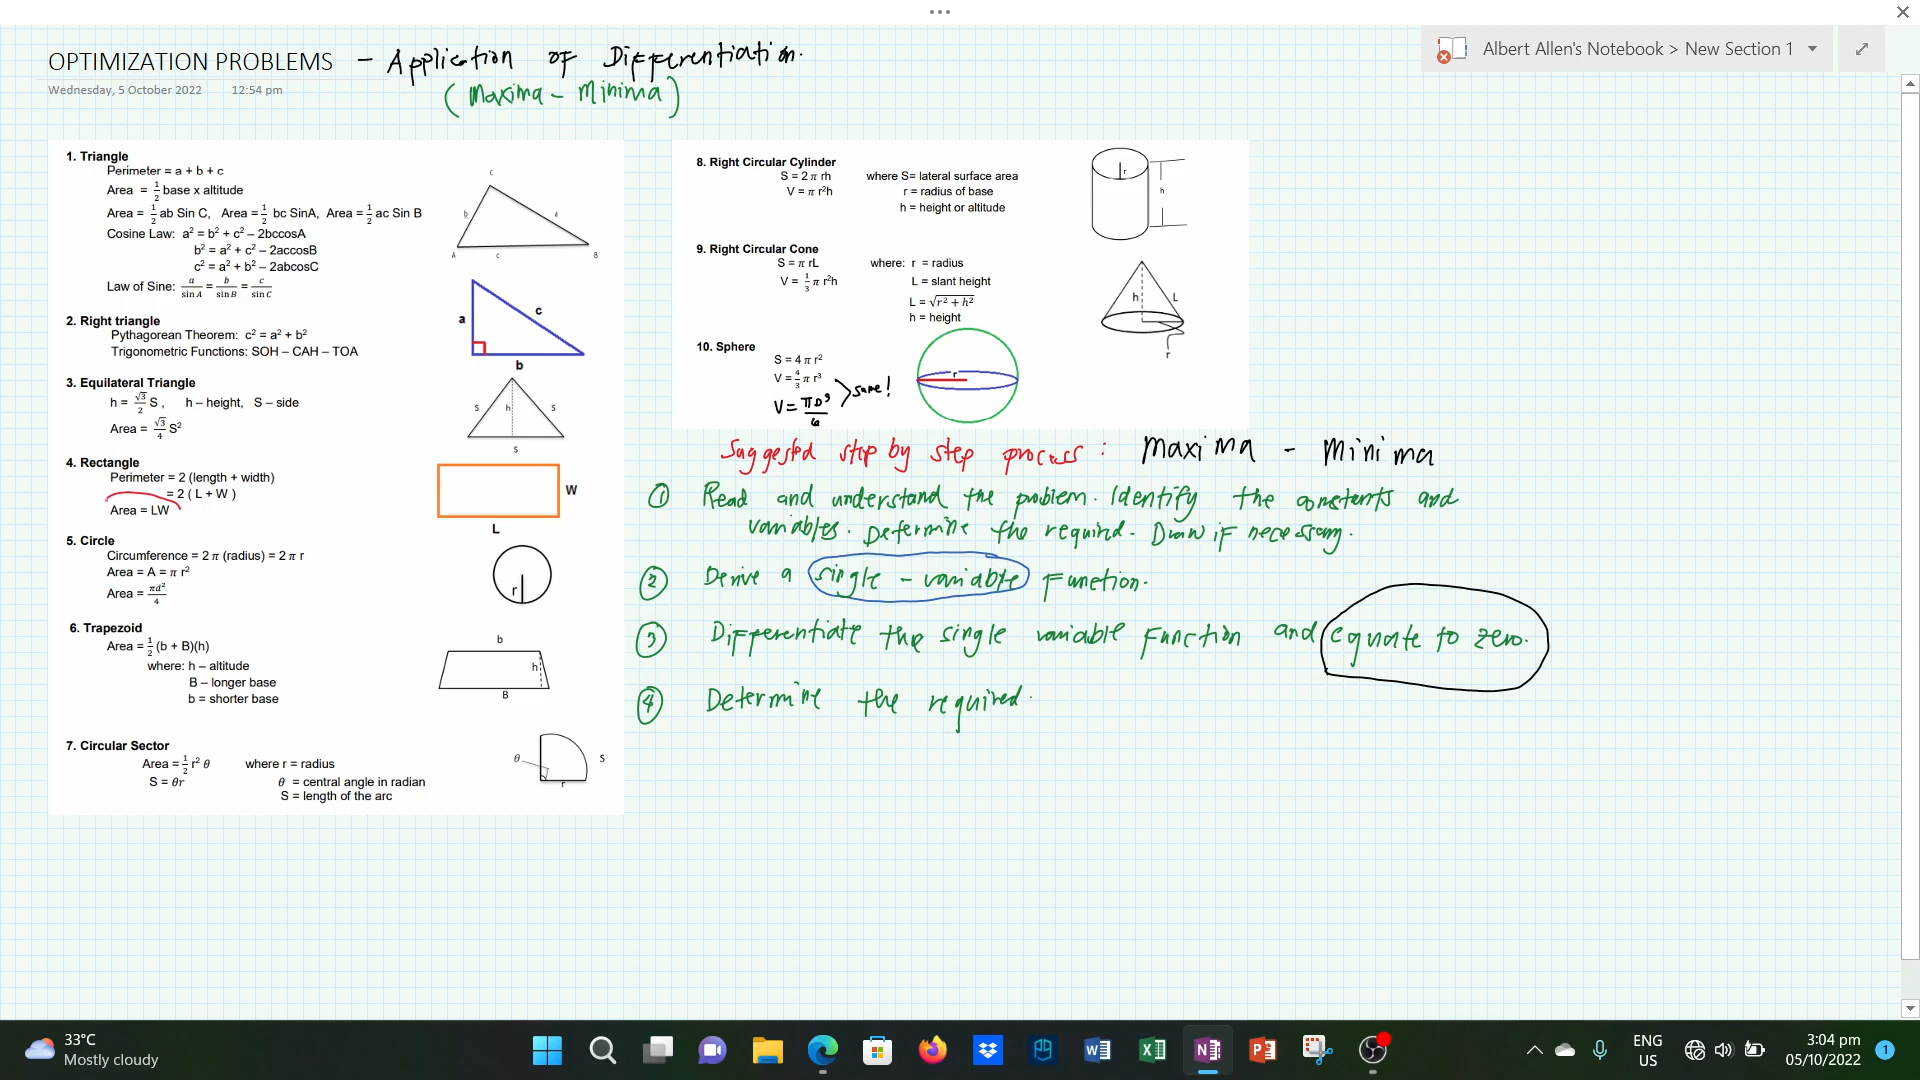 Albert Allen's Notebook > New Section 1
OPTIMIZATION PROBLEMS - Application of Differentiation.
(Maxima - Minima)
Wednesday, 5 October 2022 12:54 pm
1. Triangle
Perimeter = a + b + c
Area = 1/2 base x altitude
Area = 1/2 ab Sin C, Area = 1/2 bc SinA, Area = 1/2 ac Sin B
Cosine Law: a² = b² + c² – 2bccosA
b² = a² + c² – 2accosB
c² = a² + b² – 2abcosC
Law of Sine: a/sin A = b/sin B = c/sin C
C
b
a
A
c
B
2. Right triangle
Pythagorean Theorem: c² = a² + b²
Trigonometric Functions: SOH – CAH – TOA
a
c
b
3. Equilateral Triangle
h = √3/2 S , h – height, S – side
Area = √3/4 S²
S
h
S
S
4. Rectangle
Perimeter = 2 (length + width)
= 2 ( L + W )
Area = LW
W
L
5. Circle
Circumference = 2 π (radius) = 2 π r
Area = A = π r²
Area = πd²/4
r
6. Trapezoid
Area = 1/2 (b + B)(h)
where: h – altitude
B – longer base
b = shorter base
b
h
B
7. Circular Sector
Area = 1/2 r² θ where r = radius
S = θr θ = central angle in radian
S = length of the arc
θ
S
r
8. Right Circular Cylinder
S = 2 π rh where S= lateral surface area
V = π r²h r = radius of base
h = height or altitude
r
h
9. Right Circular Cone
S = π rL where: r = radius
V = 1/3 π r²h L = slant height
L = √r² + h²
h = height
h
L
r
10. Sphere
S = 4 π r²
V = 4/3 π r³
V = πD³/6
same!
r
Suggested step by step process : Maxima - Minima
① Read and understand the problem. Identify the constants and
variables. Determine the required. Draw if necessary.
② Derive a single - variable Function.
③ Differentiate the single variable Function and equate to zero.
④ Determine the required.
33°C
Mostly cloudy
ENG
US
3:04 pm
05/10/2022
1